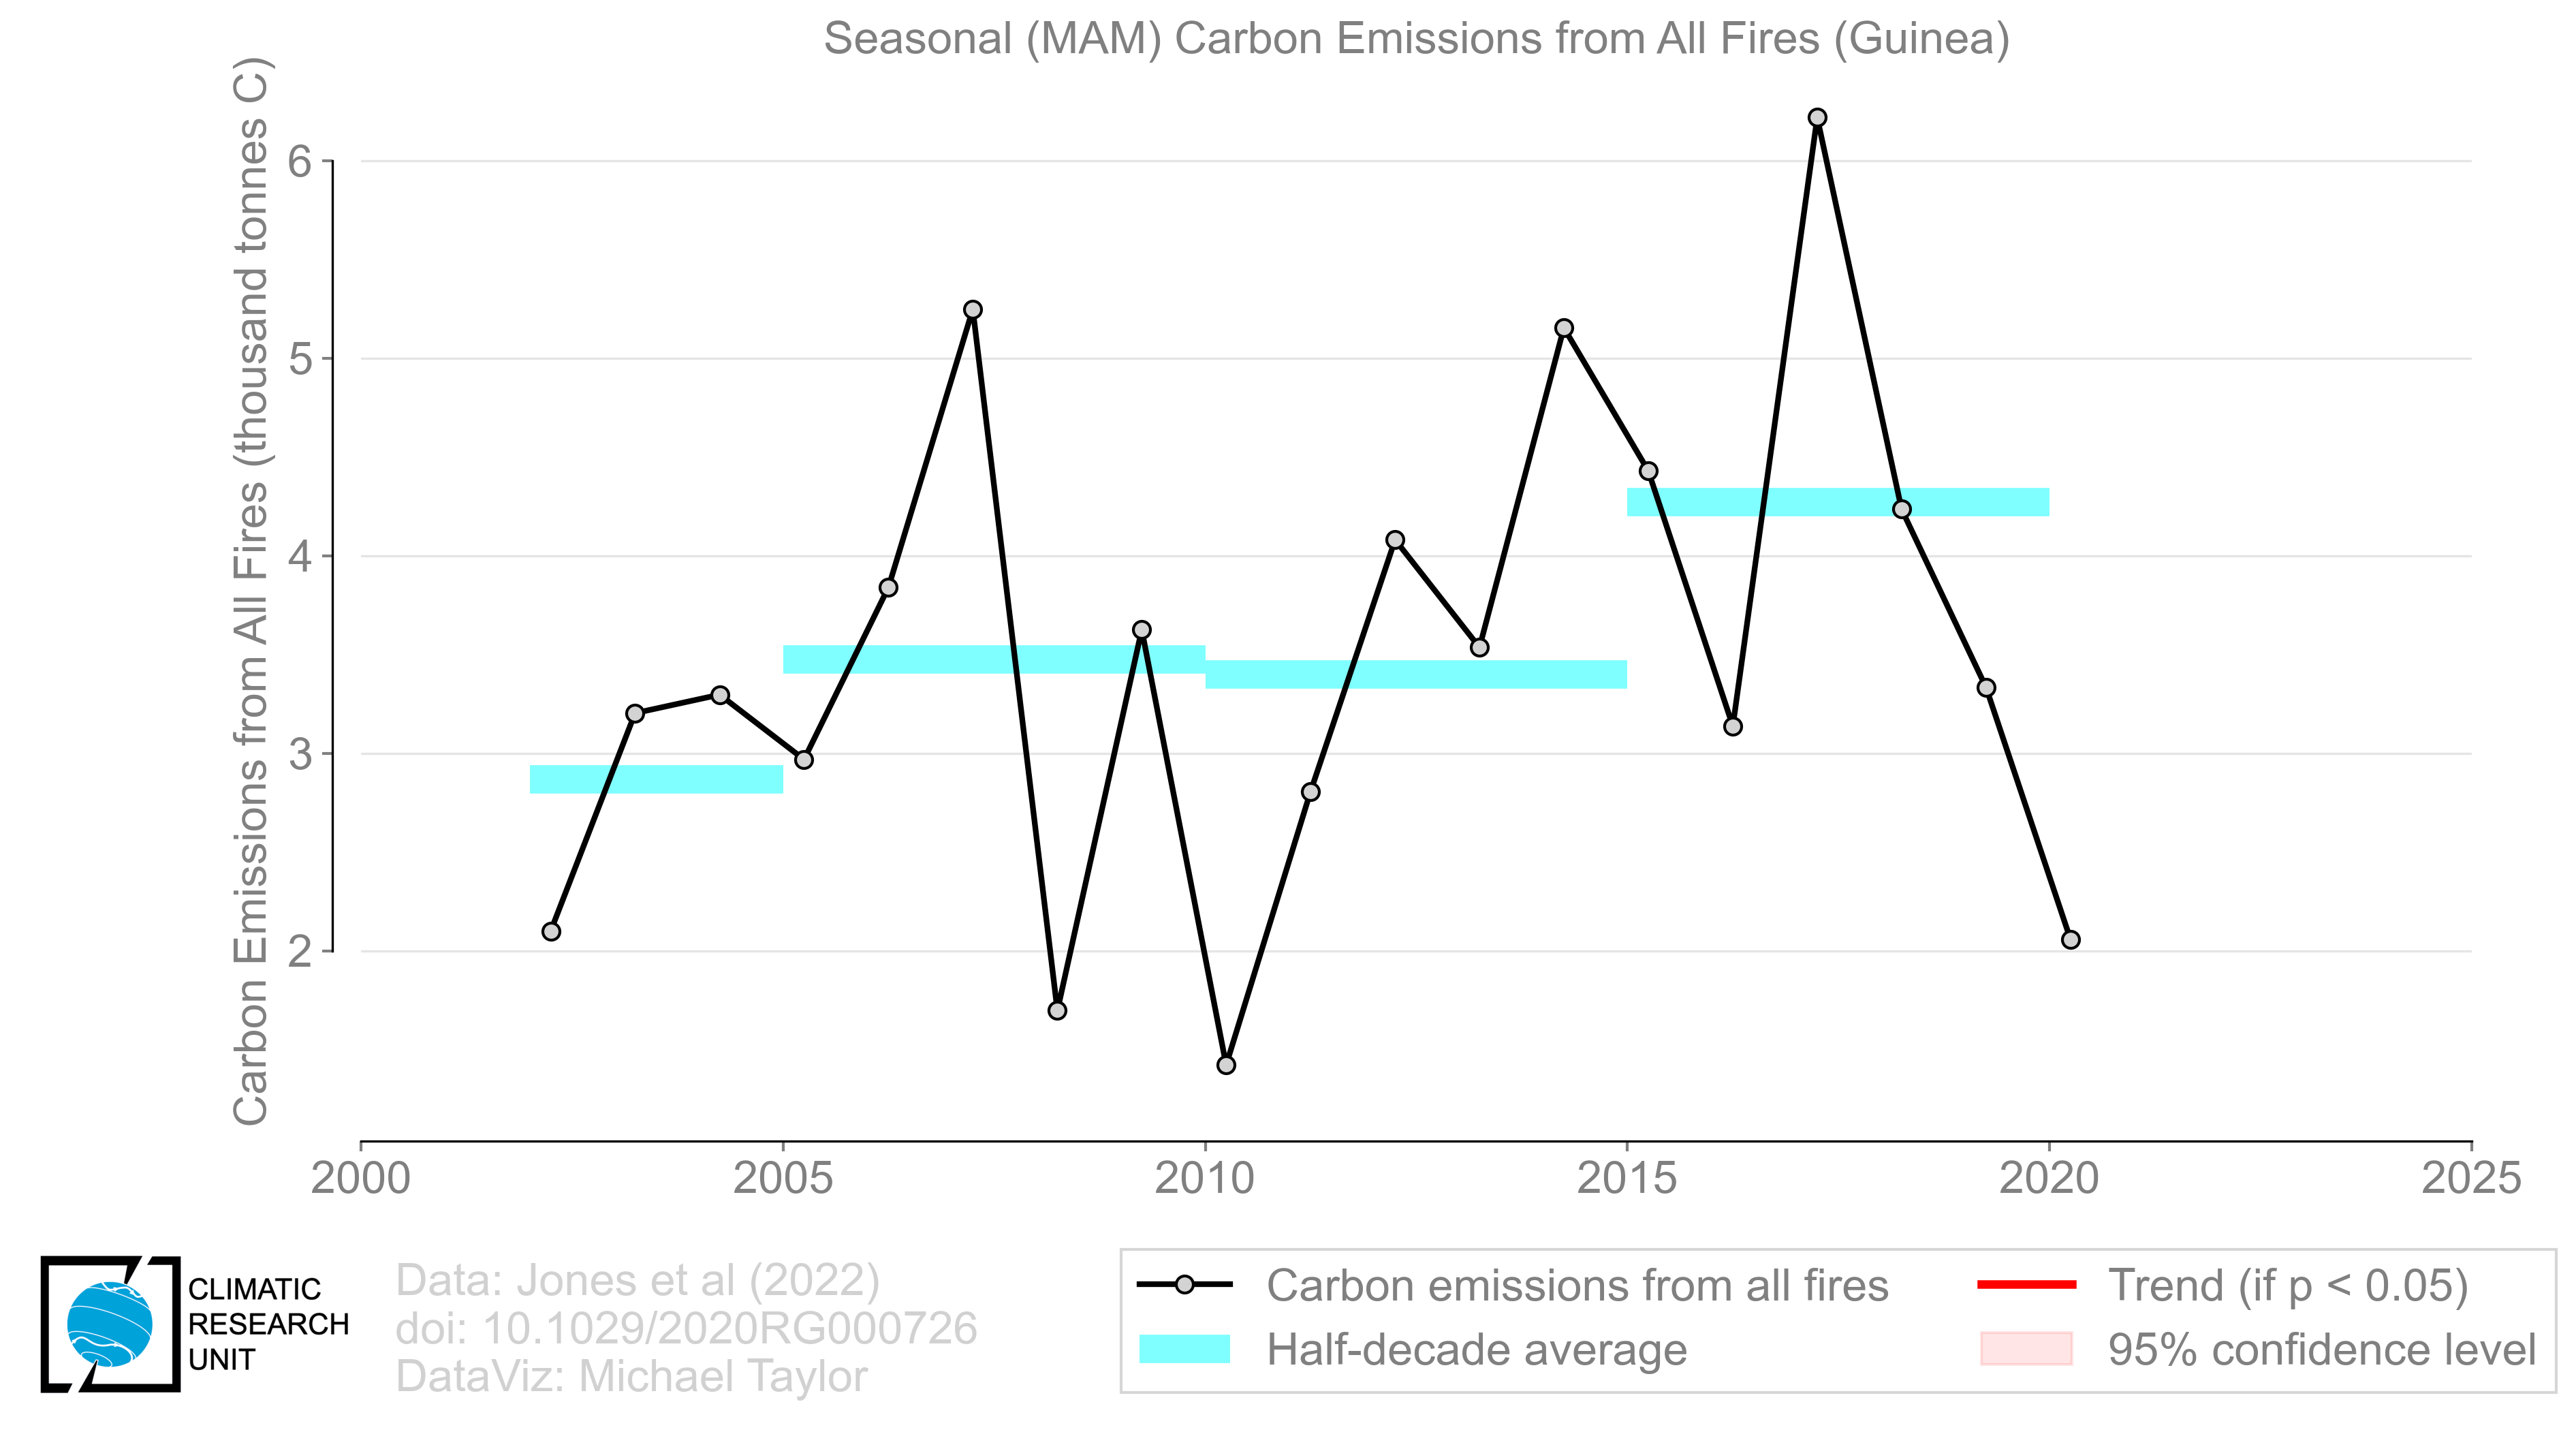 Seasonal (MAM) Carbon Emissions from All Fires (Guinea)
Carbon Emissions from All Fires (thousand tonnes C)
6
5
4
3
2
2000
2005
2010
2015
2020
2025
CLIMATIC
RESEARCH
UNIT
Data: Jones et al (2022)
doi: 10.1029/2020RG000726
DataViz: Michael Taylor
Carbon emissions from all fires
Half-decade average
Trend (if p < 0.05)
95% confidence level